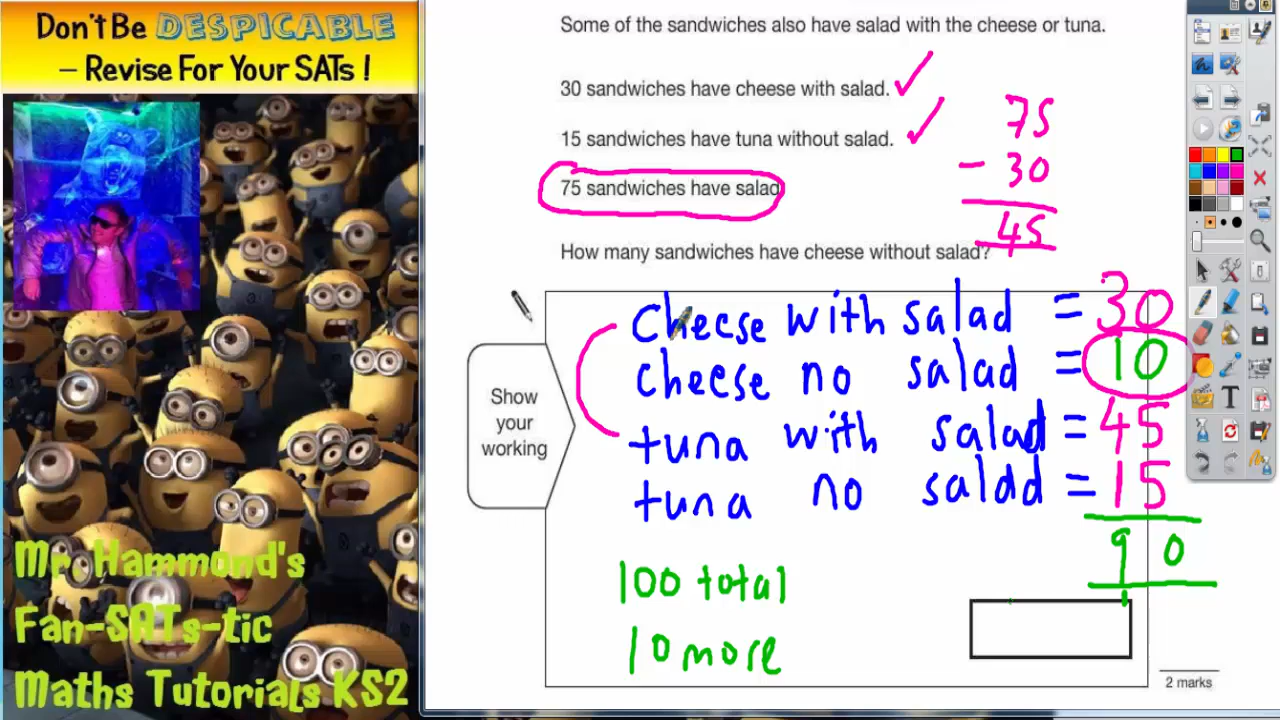 Don't Be DESPICABLE
– Revise For Your SATs !
Mr Hammond's
Fan-SATs-tic
Maths Tutorials KS2
Some of the sandwiches also have salad with the cheese or tuna.
30 sandwiches have cheese with salad.
15 sandwiches have tuna without salad.
75 sandwiches have salad
How many sandwiches have cheese without salad?
75
- 30
45
Show
your
working
cheese with salad = 30
cheese no salad = 10
tuna with salad = 45
tuna no salad = 15
90
1
100 total
10 more
2 marks